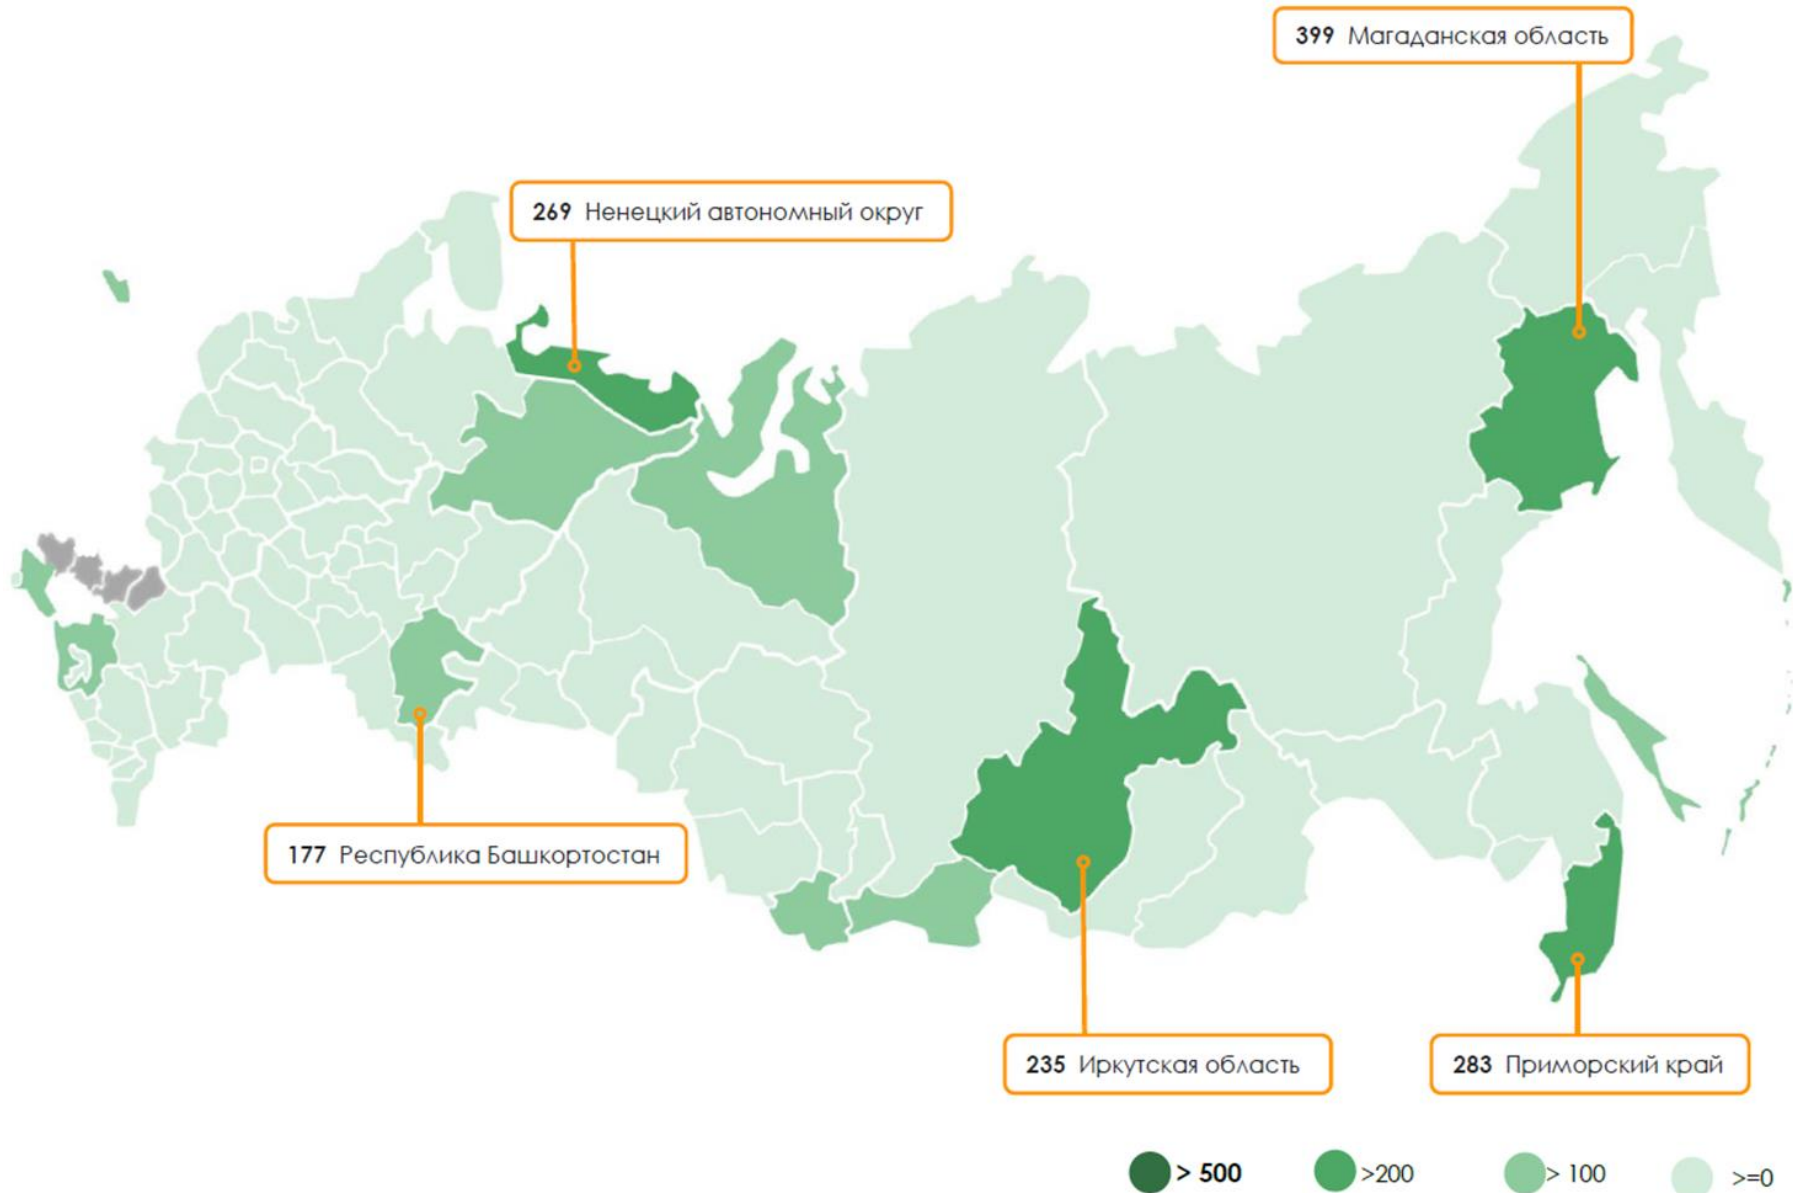 399 Магаданская область
269 Ненецкий автономный округ
177 Республика Башкортостан
235 Иркутская область
283 Приморский край
> 500
>200
> 100
>=0